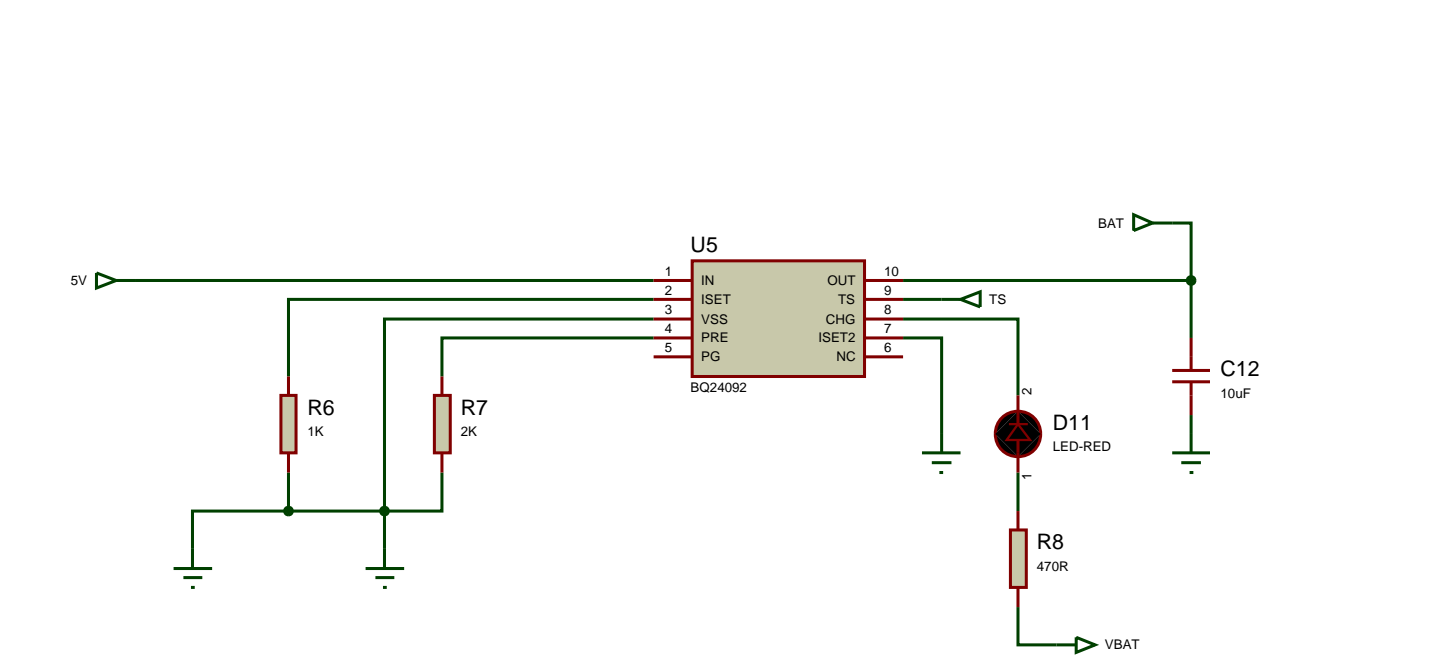 BAT
U5
5V
1
IN
OUT
10
2
ISET
TS
9
TS
3
VSS
CHG
8
4
PRE
ISET2
7
5
PG
NC
6
BQ24092
C12
10uF
R6
1K
R7
2K
2
D11
LED-RED
1
R8
470R
VBAT